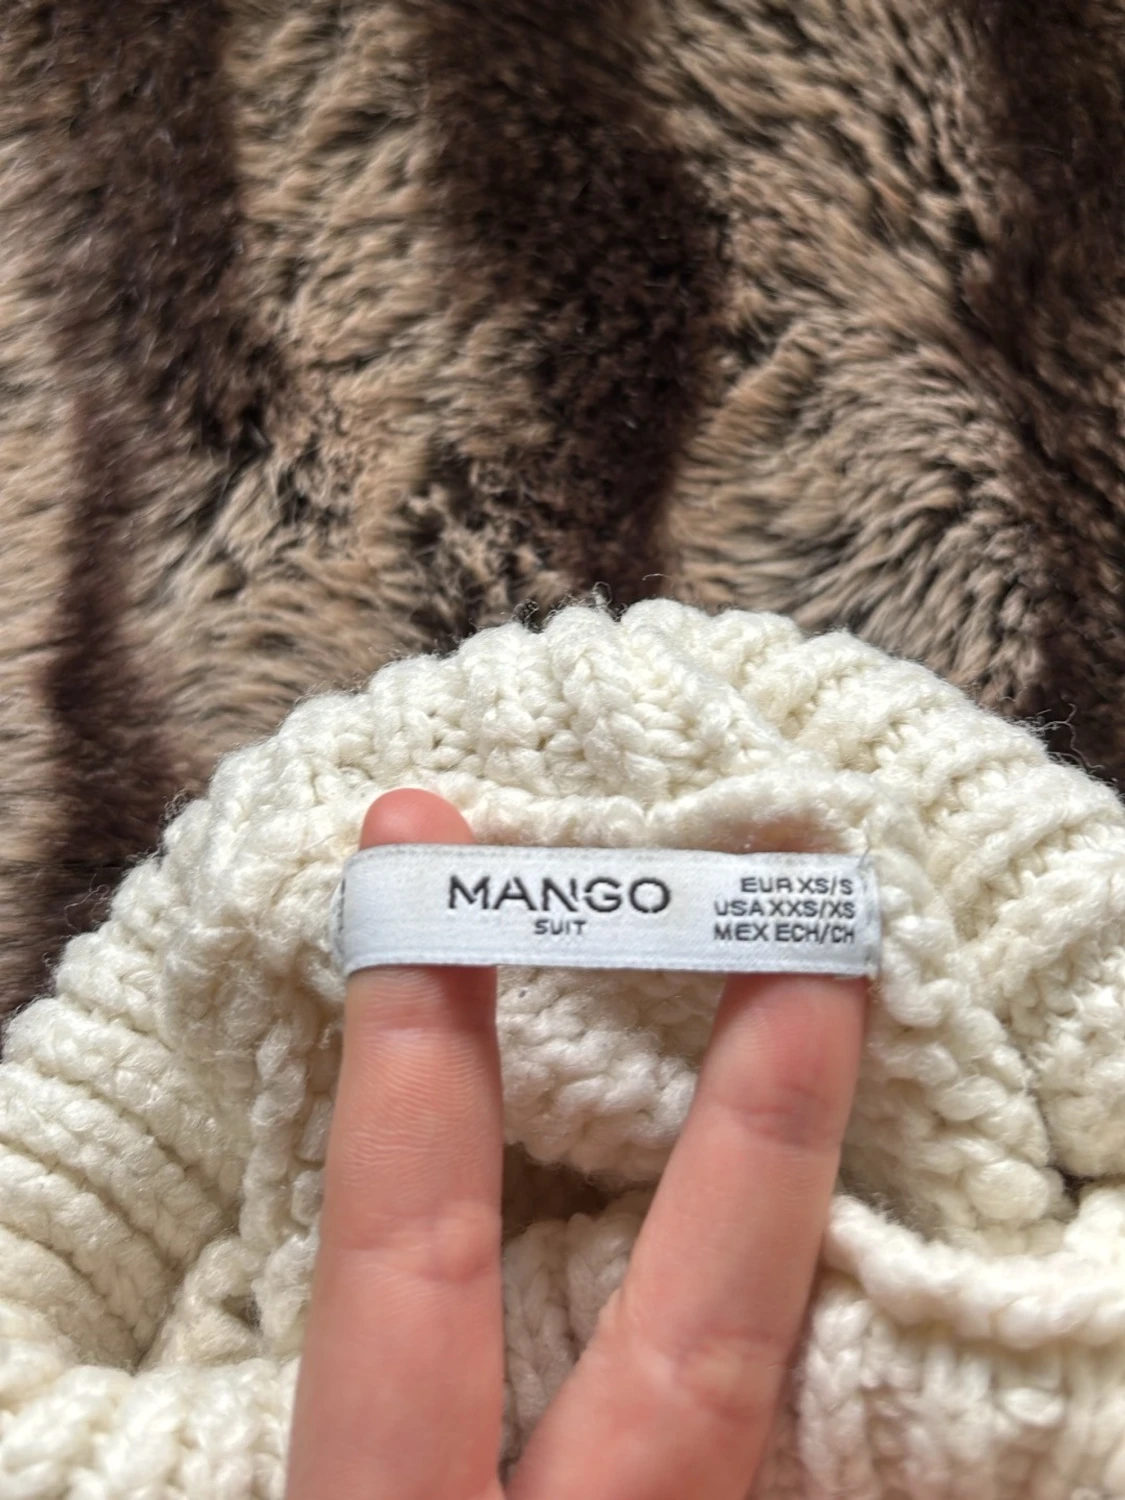 MANGO
SUIT
EUR XS/S
USA XXS/XS
MEX ECH/CH